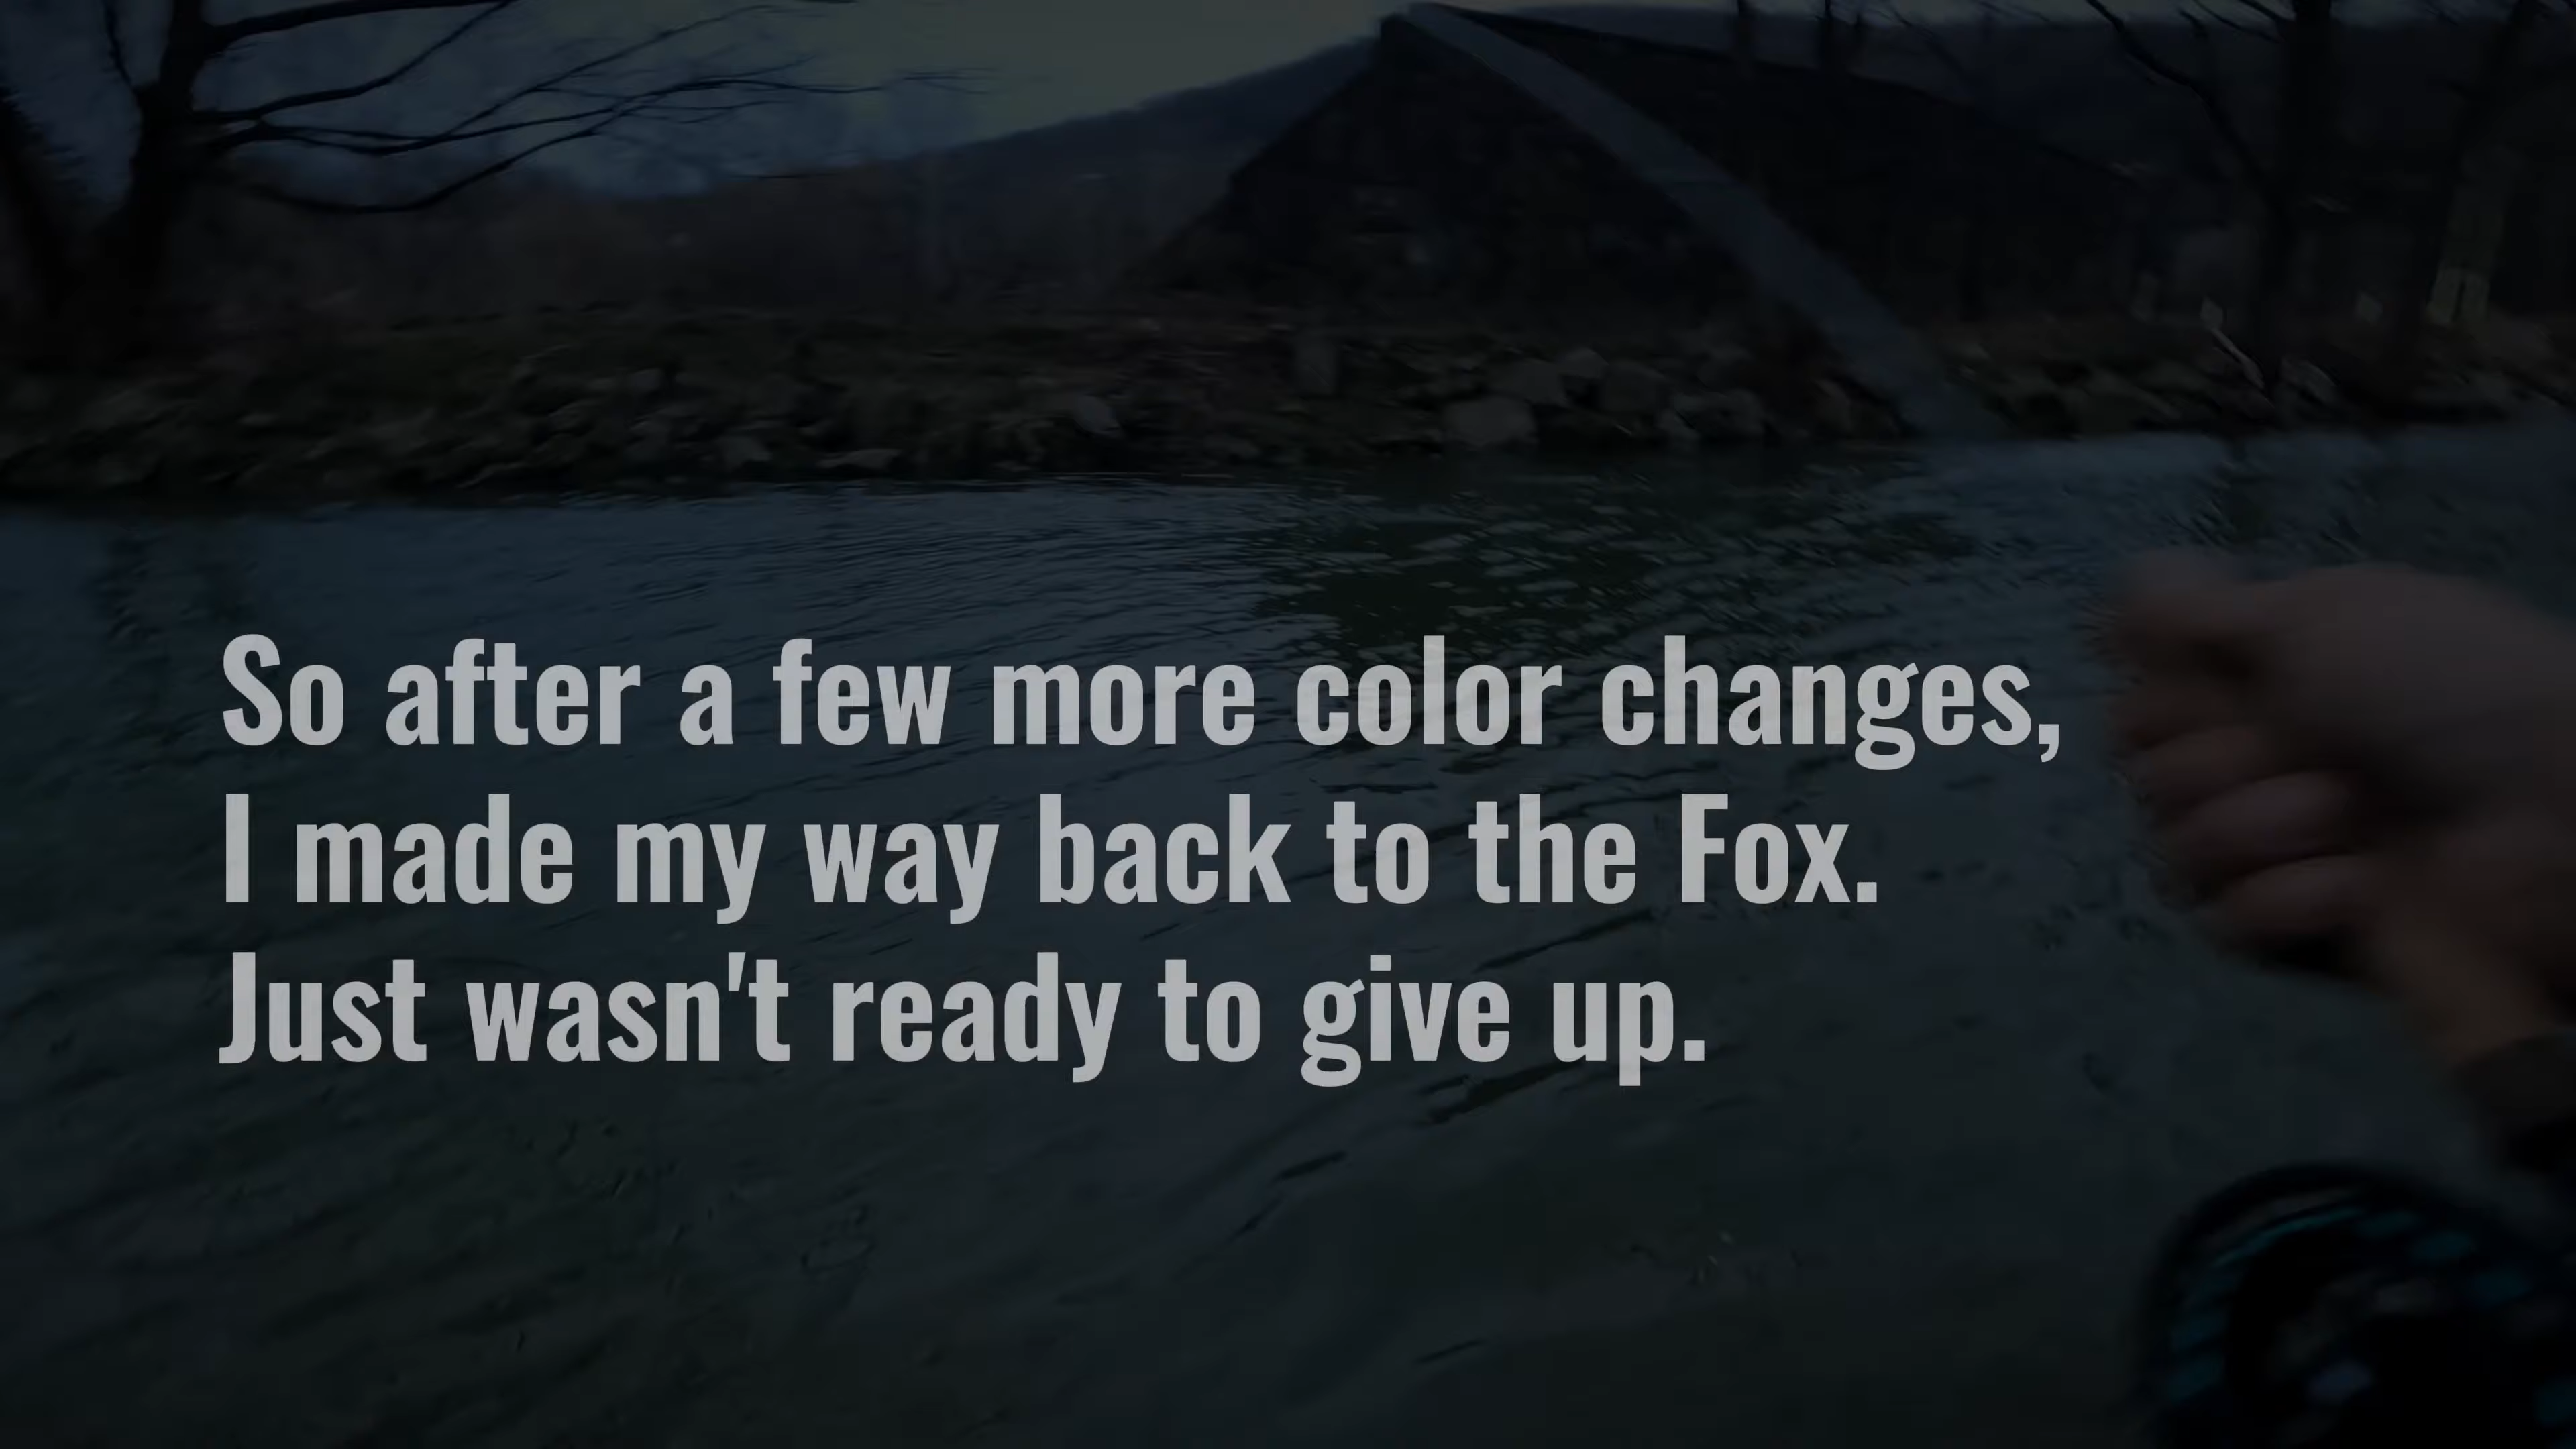 So after a few more color changes,
I made my way back to the Fox.
Just wasn't ready to give up.